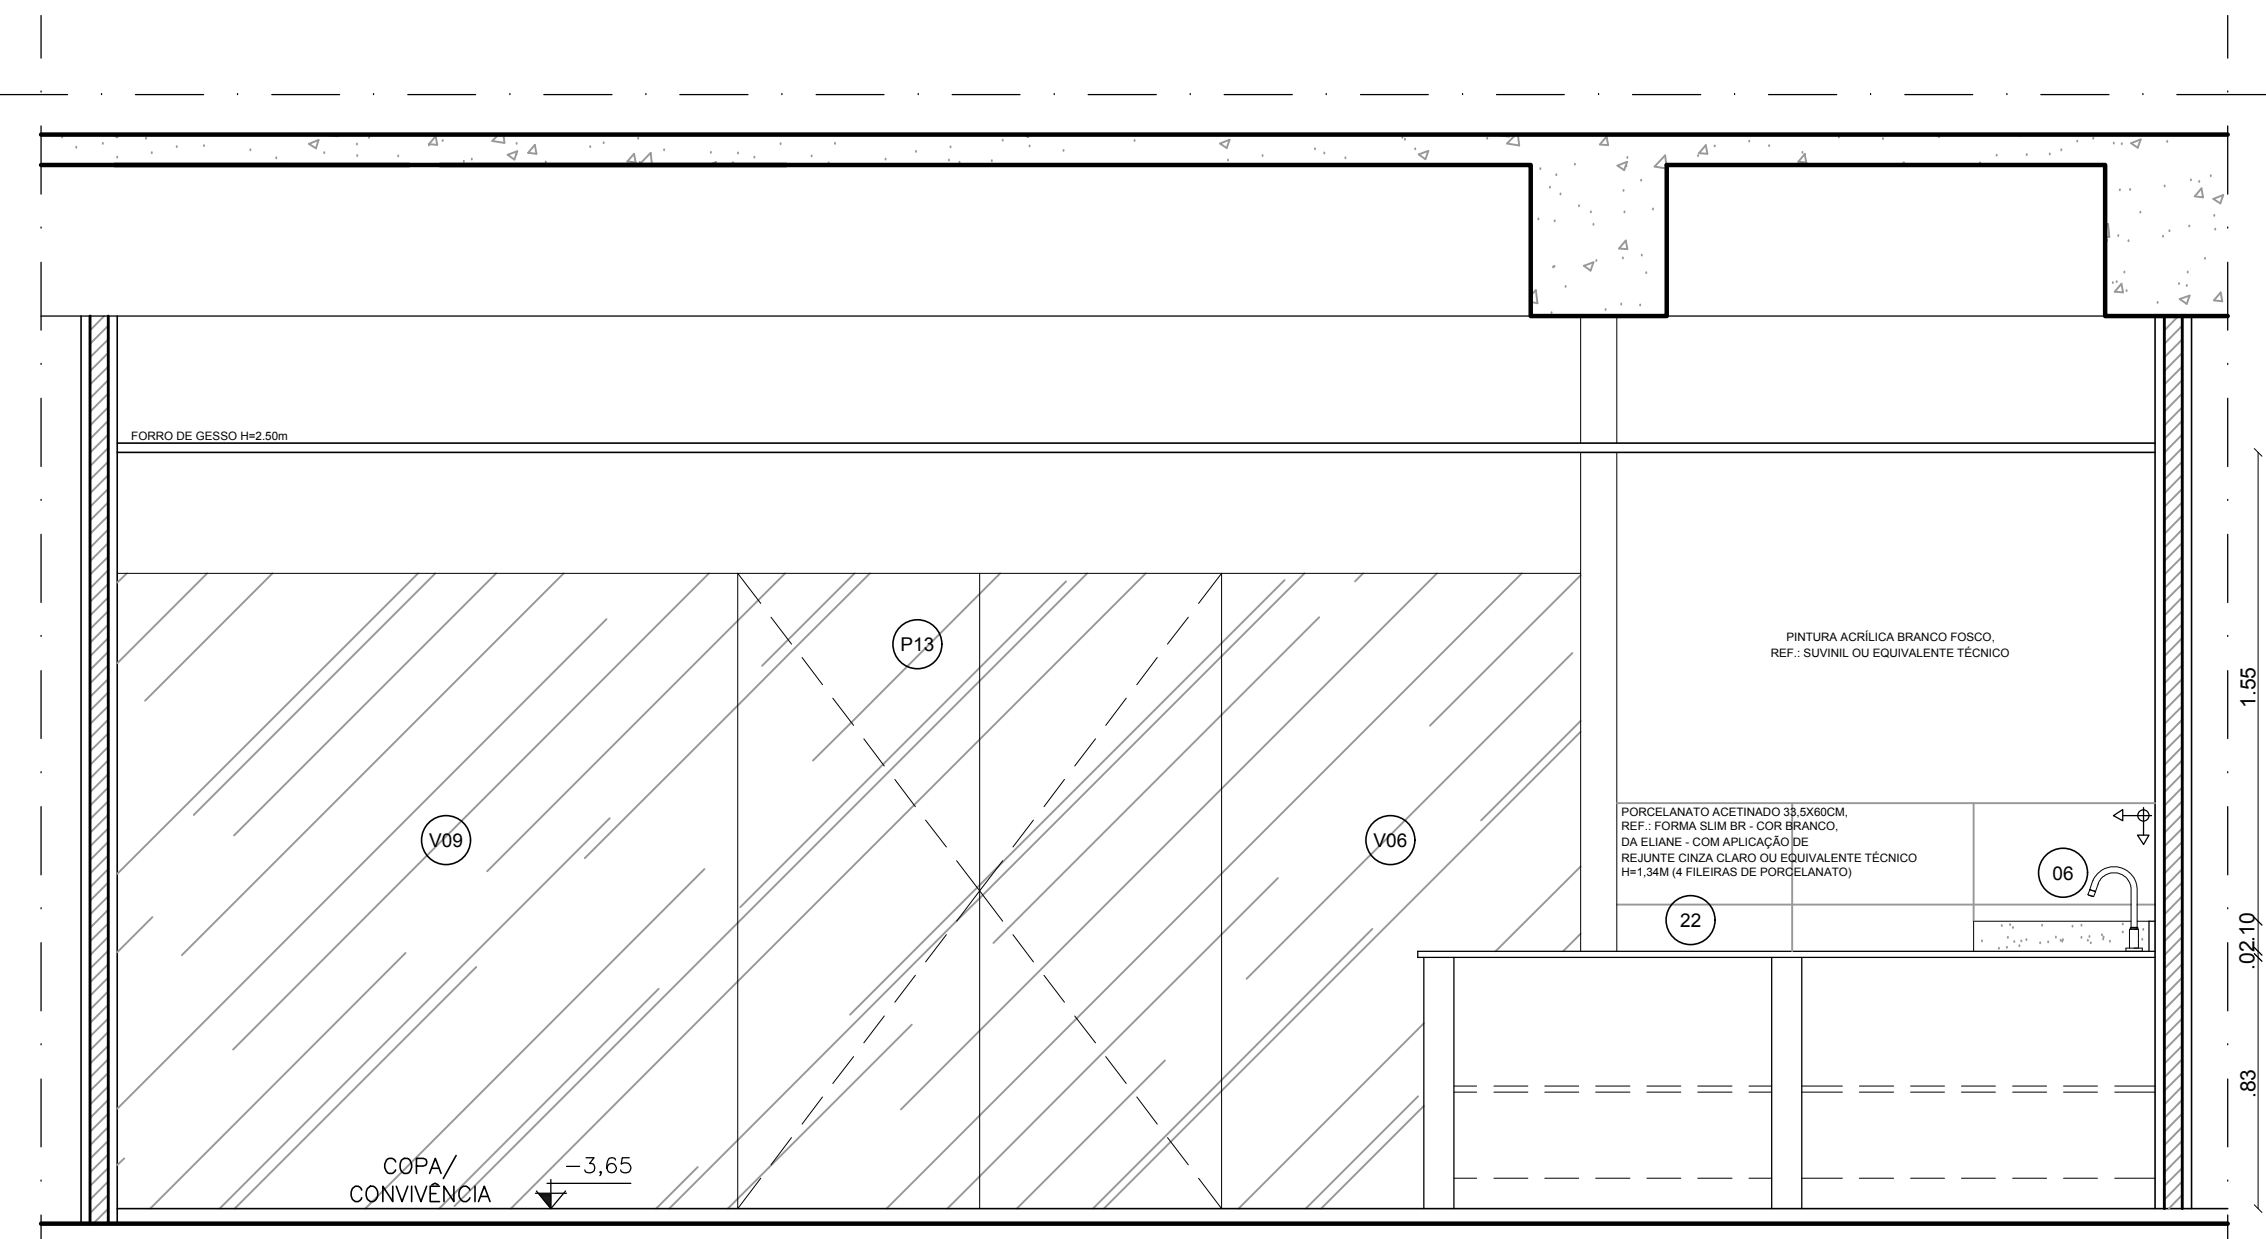 FORRO DE GESSO H=2.50m
P13
PINTURA ACRÍLICA BRANCO FOSCO,
REF.: SUVINIL OU EQUIVALENTE TÉCNICO
1.55
V09
V06
PORCELANATO ACETINADO 33,5X60CM,
REF.: FORMA SLIM BR - COR BRANCO,
DA ELIANE - COM APLICAÇÃO DE
REJUNTE CINZA CLARO OU EQUIVALENTE TÉCNICO
H=1,34M (4 FILEIRAS DE PORCELANATO)
06
22
.10
.02
.83
COPA/
CONVIVÊNCIA
-3,65